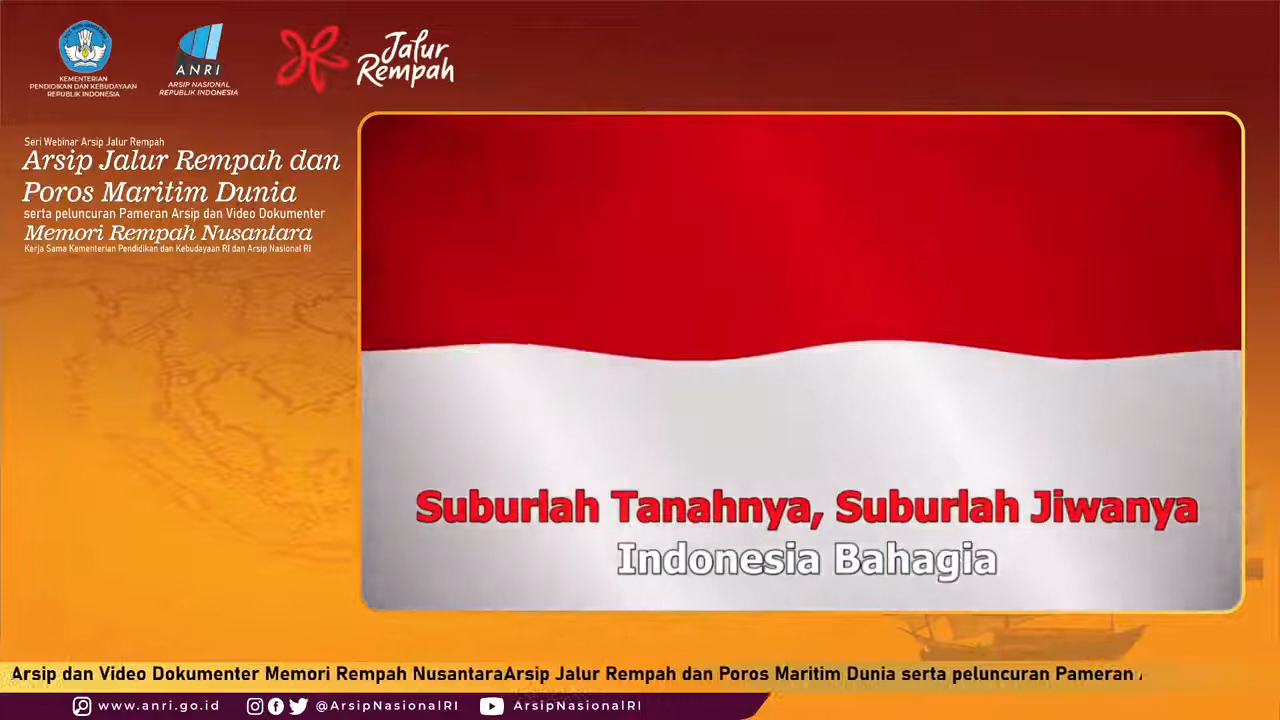 KEMENTERIAN
PENDIDIKAN DAN KEBUDAYAAN
REPUBLIK INDONESIA
ANRI
ARSIP NASIONAL
REPUBLIK INDONESIA
Jalur
Rempah
Seri Webinar Arsip Jalur Rempah
Arsip Jalur Rempah dan
Poros Maritim Dunia
serta peluncuran Pameran Arsip dan Video Dokumenter
Memori Rempah Nusantara
Kerja Sama Kementerian Pendidikan dan Kebudayaan RI dan Arsip Nasional RI
Suburlah Tanahnya, Suburlah Jiwanya
Indonesia Bahagia
Arsip dan Video Dokumenter Memori Rempah NusantaraArsip Jalur Rempah dan Poros Maritim Dunia serta peluncuran Pameran
www.anri.go.id @ArsipNasionalRI ArsipNasionalRI